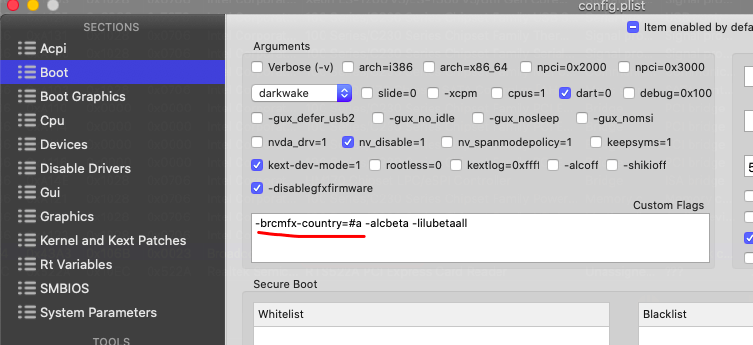 config.plist
SECTIONS
Acpi
Boot
Boot Graphics
Cpu
Devices
Disable Drivers
Gui
Graphics
Kernel and Kext Patches
Rt Variables
SMBIOS
System Parameters
TOOLS
Item enabled by defa
Arguments
Verbose (-v) arch=i386 arch=x86_64 npci=0x2000 npci=0x3000
darkwake slide=0 -xcpm cpus=1 dart=0 debug=0x100
-gux_defer_usb2 -gux_no_idle -gux_nosleep -gux_nomsi
nvda_drv=1 nv_disable=1 nv_spanmodepolicy=1 keepsyms=1
kext-dev-mode=1 rootless=0 kextlog=0xffff -alcoff -shikioff
-disablegfxfirmware
Custom Flags
-brcmfx-country=#a -alcbeta -lilubetaall
Secure Boot
Whitelist
Blacklist